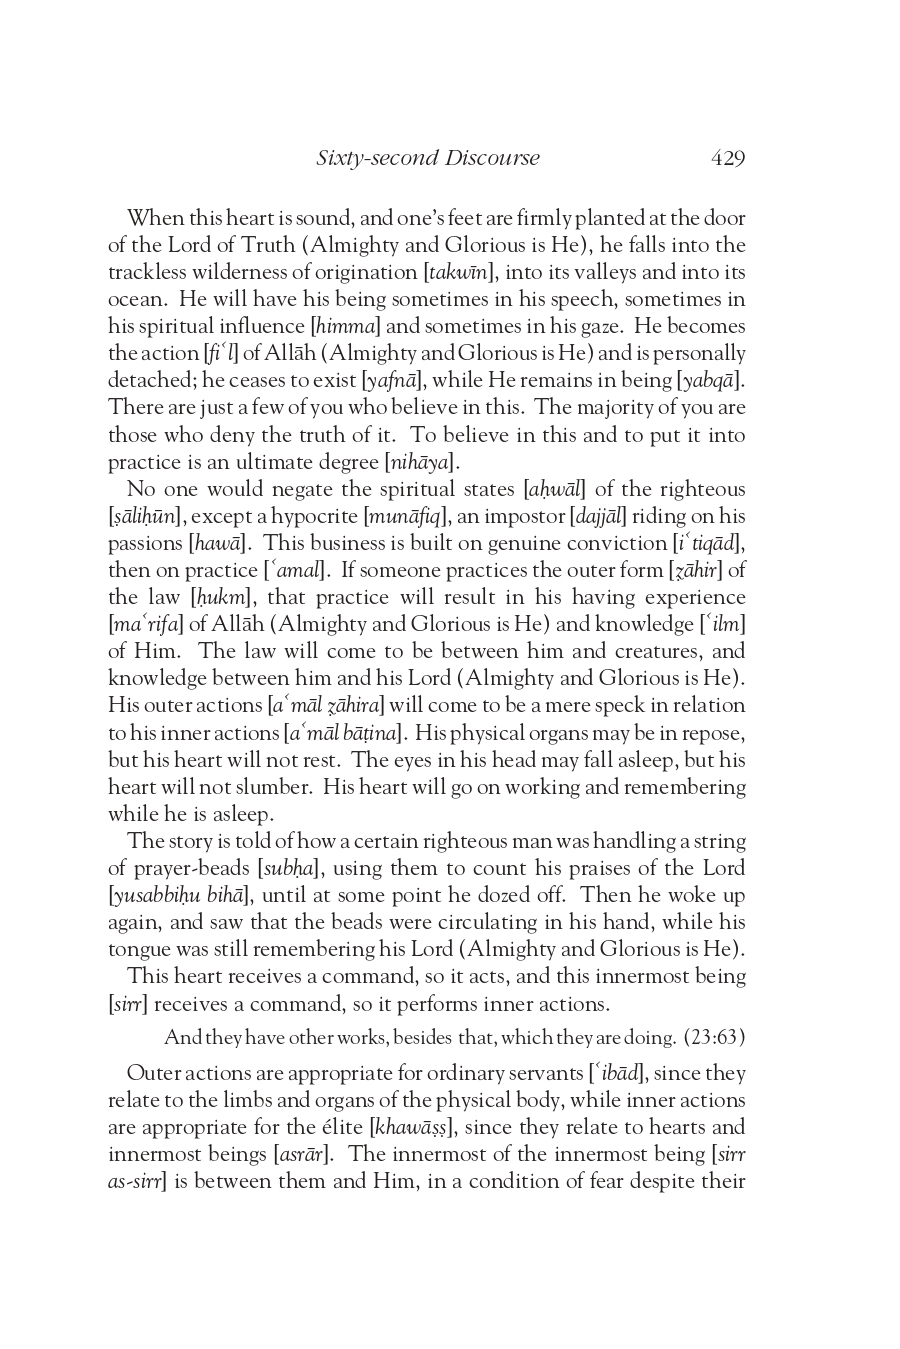 Sixty-second Discourse 429
When this heart is sound, and one's feet are firmly planted at the door
of the Lord of Truth (Almighty and Glorious is He), he falls into the
trackless wilderness of origination [takwīn], into its valleys and into its
ocean. He will have his being sometimes in his speech, sometimes in
his spiritual influence [himma] and sometimes in his gaze. He becomes
the action [fiʿl] of Allāh (Almighty and Glorious is He) and is personally
detached; he ceases to exist [yafnā], while He remains in being [yabqā].
There are just a few of you who believe in this. The majority of you are
those who deny the truth of it. To believe in this and to put it into
practice is an ultimate degree [nihāya].
No one would negate the spiritual states [aḥwāl] of the righteous
[ṣāliḥūn], except a hypocrite [munāfiq], an impostor [dajjāl] riding on his
passions [hawā]. This business is built on genuine conviction [iʿtiqād],
then on practice [ʿamal]. If someone practices the outer form [ẓāhir] of
the law [ḥukm], that practice will result in his having experience
[maʿrifa] of Allāh (Almighty and Glorious is He) and knowledge [ʿilm]
of Him. The law will come to be between him and creatures, and
knowledge between him and his Lord (Almighty and Glorious is He).
His outer actions [aʿmāl ẓāhira] will come to be a mere speck in relation
to his inner actions [aʿmāl bāṭina]. His physical organs may be in repose,
but his heart will not rest. The eyes in his head may fall asleep, but his
heart will not slumber. His heart will go on working and remembering
while he is asleep.
The story is told of how a certain righteous man was handling a string
of prayer-beads [subḥa], using them to count his praises of the Lord
[yusabbiḥu bihā], until at some point he dozed off. Then he woke up
again, and saw that the beads were circulating in his hand, while his
tongue was still remembering his Lord (Almighty and Glorious is He).
This heart receives a command, so it acts, and this innermost being
[sirr] receives a command, so it performs inner actions.
And they have other works, besides that, which they are doing. (23:63)
Outer actions are appropriate for ordinary servants [ʿibād], since they
relate to the limbs and organs of the physical body, while inner actions
are appropriate for the élite [khawāṣṣ], since they relate to hearts and
innermost beings [asrār]. The innermost of the innermost being [sirr
as-sirr] is between them and Him, in a condition of fear despite their